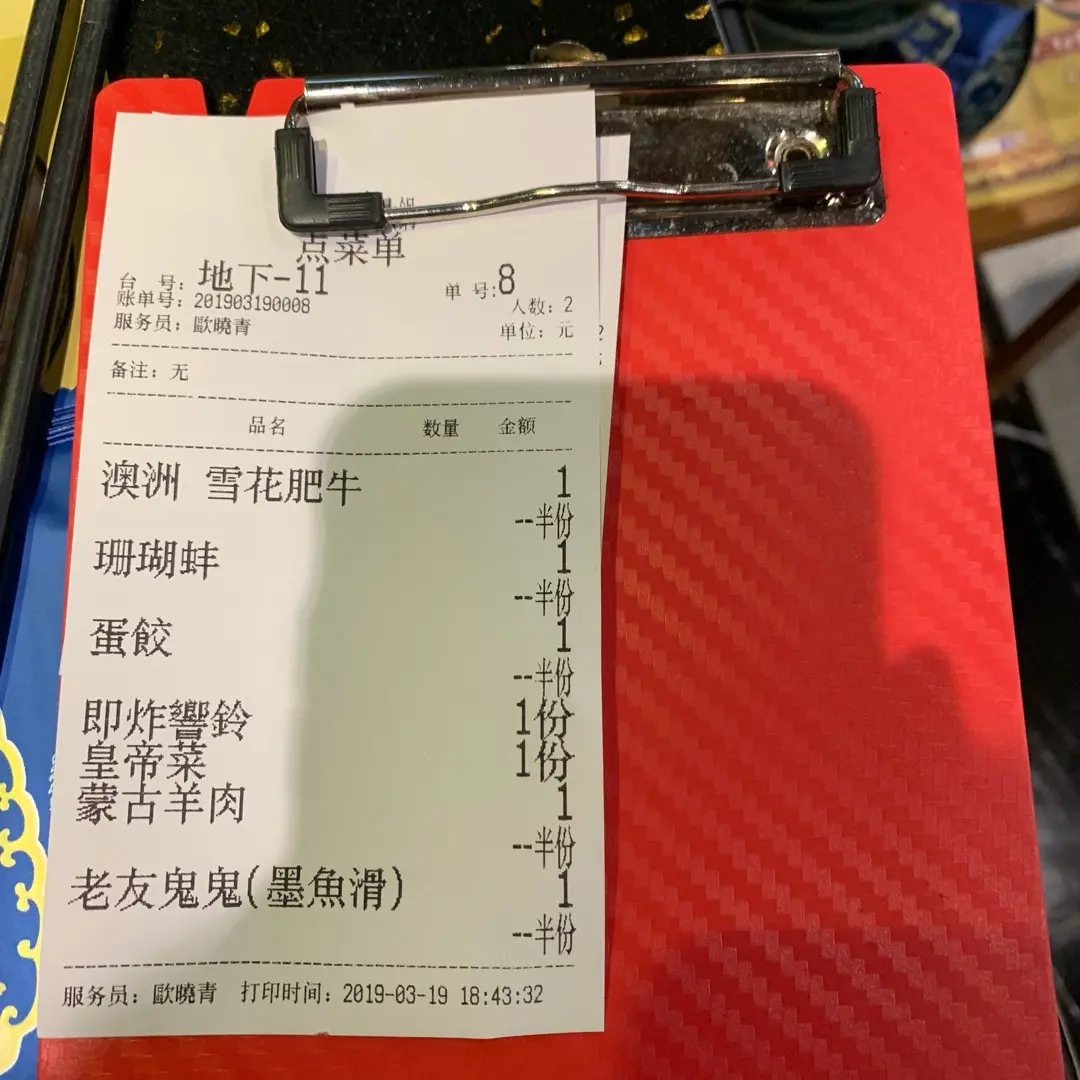 点菜单
台 号: 地下-11 单 号:8
账单号: 201903190008 人数: 2
服务员: 歐曉青 单位: 元
备注: 无
品名 数量 金额
澳洲 雪花肥牛 1
--半份
珊瑚蚌 1
--半份
蛋餃 1
--半份
即炸響鈴 1份
皇帝菜 1份
蒙古羊肉 1
--半份
老友鬼鬼(墨魚滑) 1
--半份
服务员: 歐曉青 打印时间: 2019-03-19 18:43:32